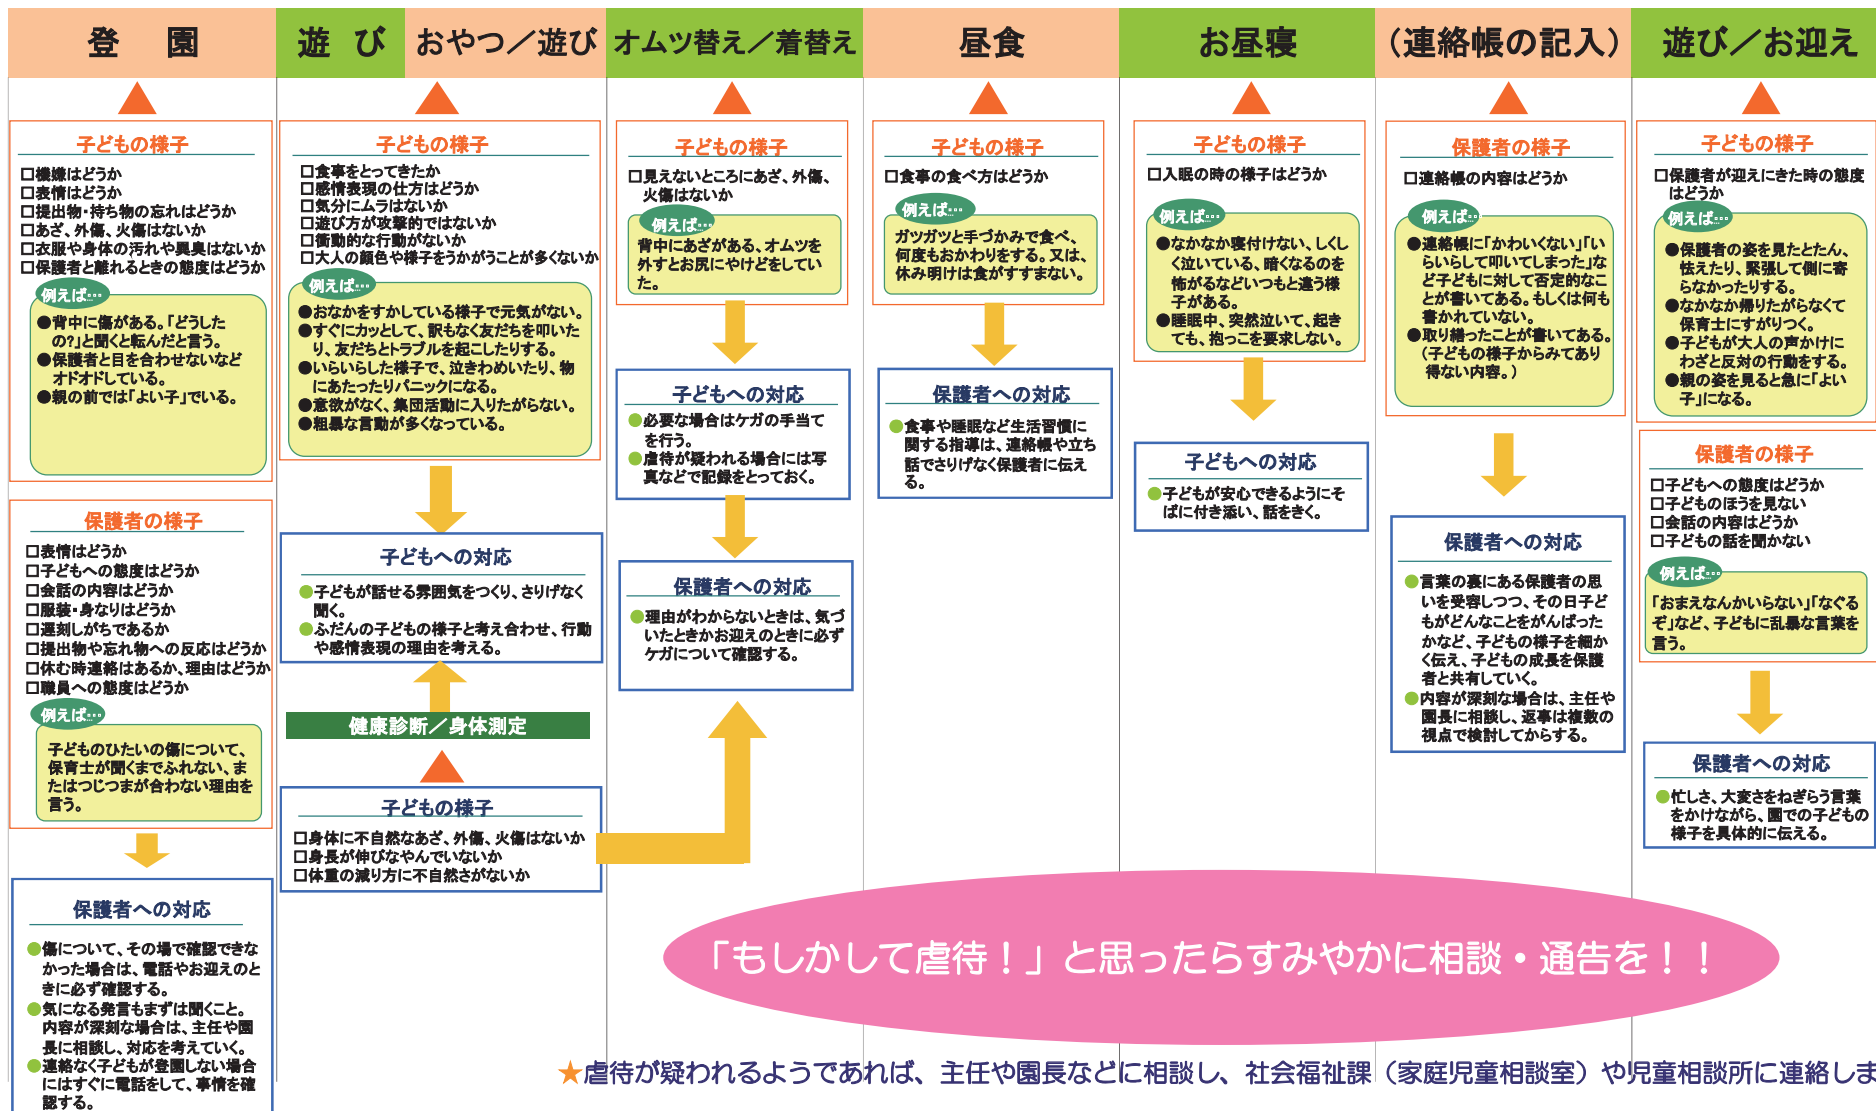 登 園
遊 び
おやつ／遊び
オムツ替え／着替え
昼食
お昼寝
（連絡帳の記入）
遊び／お迎え
子どもの様子
□機嫌はどうか
□表情はどうか
□提出物・持ち物の忘れはどうか
□あざ、外傷、火傷はないか
□衣服や身体の汚れや異臭はないか
□保護者と離れるときの態度はどうか
例えば…
●背中に傷がある。「どうした
の?」と聞くと転んだと言う。
●保護者と目を合わせないなど
オドオドしている。
●親の前では「よい子」でいる。
保護者の様子
□表情はどうか
□子どもへの態度はどうか
□会話の内容はどうか
□服装・身なりはどうか
□遅刻しがちであるか
□提出物や忘れ物への反応はどうか
□休む時連絡はあるか、理由はどうか
□職員への態度はどうか
例えば…
子どものひたいの傷について、
保育士が聞くまでふれない、ま
たはつじつまが合わない理由を
言う。
保護者への対応
●傷について、その場で確認できな
かった場合は、電話やお迎えのと
きに必ず確認する。
●気になる発言もまずは聞くこと。
内容が深刻な場合は、主任や園
長に相談し、対応を考えていく。
●連絡なく子どもが登園しない場合
にはすぐに電話をして、事情を確
認する。
子どもの様子
□食事をとってきたか
□感情表現の仕方はどうか
□気分にムラはないか
□遊び方が攻撃的ではないか
□衝動的な行動がないか
□大人の顔色や様子をうかがうことが多くないか
例えば…
●おなかをすかしている様子で元気がない。
●すぐにカッとして、訳もなく友だちを叩いた
り、友だちとトラブルを起こしたりする。
●いらいらした様子で、泣きわめいたり、物
にあたったりパニックになる。
●意欲がなく、集団活動に入りたがらない。
●粗暴な言動が多くなっている。
子どもへの対応
●子どもが話せる雰囲気をつくり、さりげなく
聞く。
●ふだんの子どもの様子と考え合わせ、行動
や感情表現の理由を考える。
健康診断／身体測定
子どもの様子
□身体に不自然なあざ、外傷、火傷はないか
□身長が伸びなやんでいないか
□体重の減り方に不自然さがないか
子どもの様子
□見えないところにあざ、外傷、
火傷はないか
例えば…
背中にあざがある、オムツを
外すとお尻にやけどをしてい
た。
子どもへの対応
●必要な場合はケガの手当て
を行う。
●虐待が疑われる場合には写
真などで記録をとっておく。
保護者への対応
●理由がわからないときは、気づ
いたときかお迎えのときに必ず
ケガについて確認する。
子どもの様子
□食事の食べ方はどうか
例えば…
ガツガツと手づかみで食べ、
何度もおかわりをする。又は、
休み明けは食がすすまない。
保護者への対応
●食事や睡眠など生活習慣に
関する指導は、連絡帳や立ち
話でさりげなく保護者に伝え
る。
子どもの様子
□入眠の時の様子はどうか
例えば…
●なかなか寝付けない、しくし
く泣いている、暗くなるのを
怖がるなどいつもと違う様
子がある。
●睡眠中、突然泣いて、起き
ても、抱っこを要求しない。
子どもへの対応
●子どもが安心できるようにそ
ばに付き添い、話をきく。
保護者の様子
□連絡帳の内容はどうか
例えば…
●連絡帳に「かわいくない」「い
らいらして叩いてしまった」な
ど子どもに対して否定的なこ
とが書いてある。もしくは何も
書かれていない。
●取り繕ったことが書いてある。
（子どもの様子からみてあり
得ない内容。）
保護者への対応
●言葉の裏にある保護者の思
いを受容しつつ、その日子ど
もがどんなことをがんばった
かなど、子どもの様子を細か
く伝え、子どもの成長を保護
者と共有していく。
●内容が深刻な場合は、主任や
園長に相談し、返事は複数の
視点で検討してからする。
子どもの様子
□保護者が迎えにきた時の態度
はどうか
例えば…
●保護者の姿を見たとたん、
怯えたり、緊張して側に寄
らなかったりする。
●なかなか帰りたがらなくて
保育士にすがりつく。
●子どもが大人の声かけに
わざと反対の行動をする。
●親の姿を見ると急に「よい
子」になる。
保護者の様子
□子どもへの態度はどうか
□子どものほうを見ない
□会話の内容はどうか
□子どもの話を聞かない
例えば…
「おまえなんかいらない」「なぐる
ぞ」など、子どもに乱暴な言葉を
言う。
保護者への対応
●忙しさ、大変さをねぎらう言葉
をかけながら、園での子どもの
様子を具体的に伝える。
「もしかして虐待！」と思ったらすみやかに相談・通告を！！
★虐待が疑われるようであれば、主任や園長などに相談し、社会福祉課（家庭児童相談室）や児童相談所に連絡しま